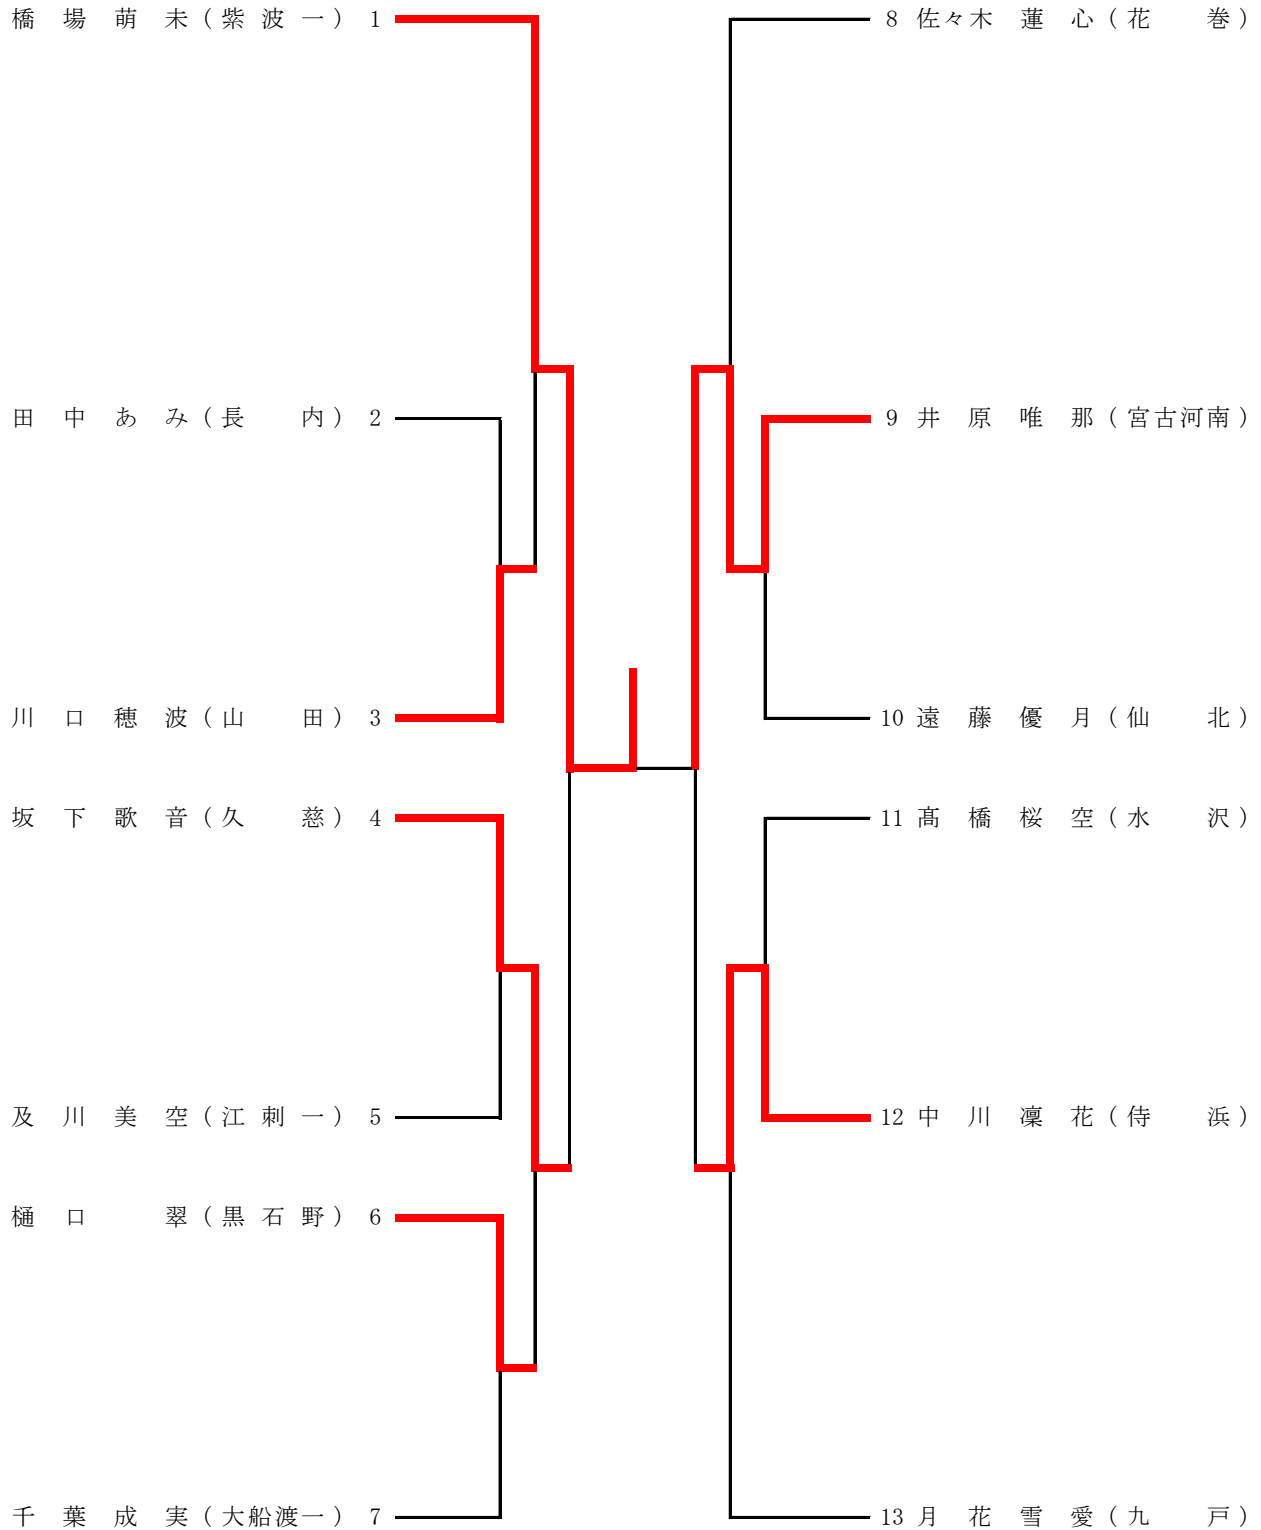 橋場萌未(紫波一) 1
田中あみ(長内) 2
川口穂波(山田) 3
坂下歌音(久慈) 4
及川美空(江刺一) 5
樋口翠(黒石野) 6
千葉成実(大船渡一) 7
8 佐々木蓮心(花巻)
9 井原唯那(宮古河南)
10 遠藤優月(仙北)
11 髙橋桜空(水沢)
12 中川凜花(侍浜)
13 月花雪愛(九戸)